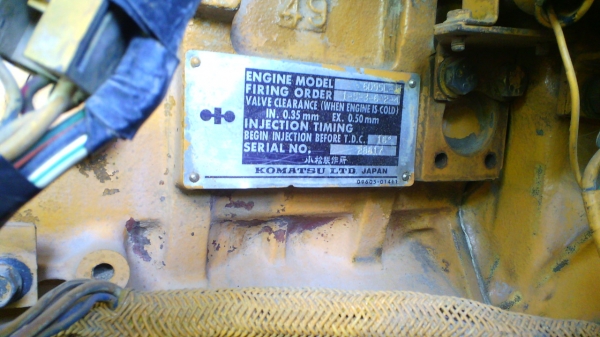 49
ENGINE MODEL
FIRING ORDER
VALVE CLEARANCE (WHEN ENGINE IS COLD)
IN. 0.35 mm EX. 0.50 mm
INJECTION TIMING
BEGIN INJECTION BEFORE T.D.C.
SERIAL NO.
小松製作所
KOMATSU LTD. JAPAN